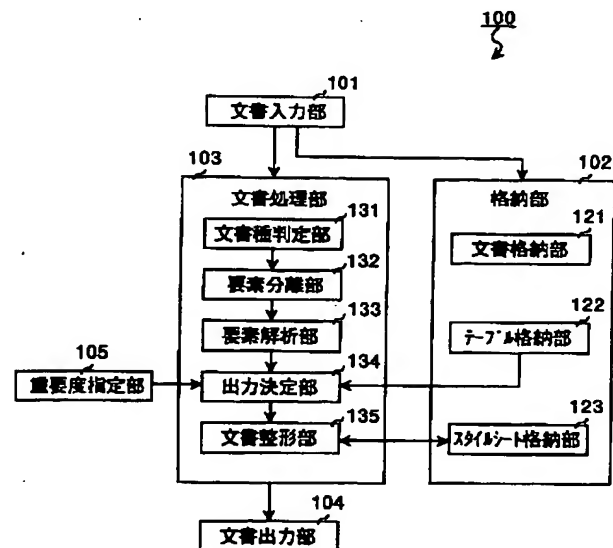 100
101
文書入力部
103
文書処理部
102
格納部
131
文書種判定部
121
文書格納部
132
要素分離部
133
要素解析部
122
テーブル格納部
105
重要度指定部
134
出力決定部
135
文書整形部
123
スタイルシート格納部
104
文書出力部